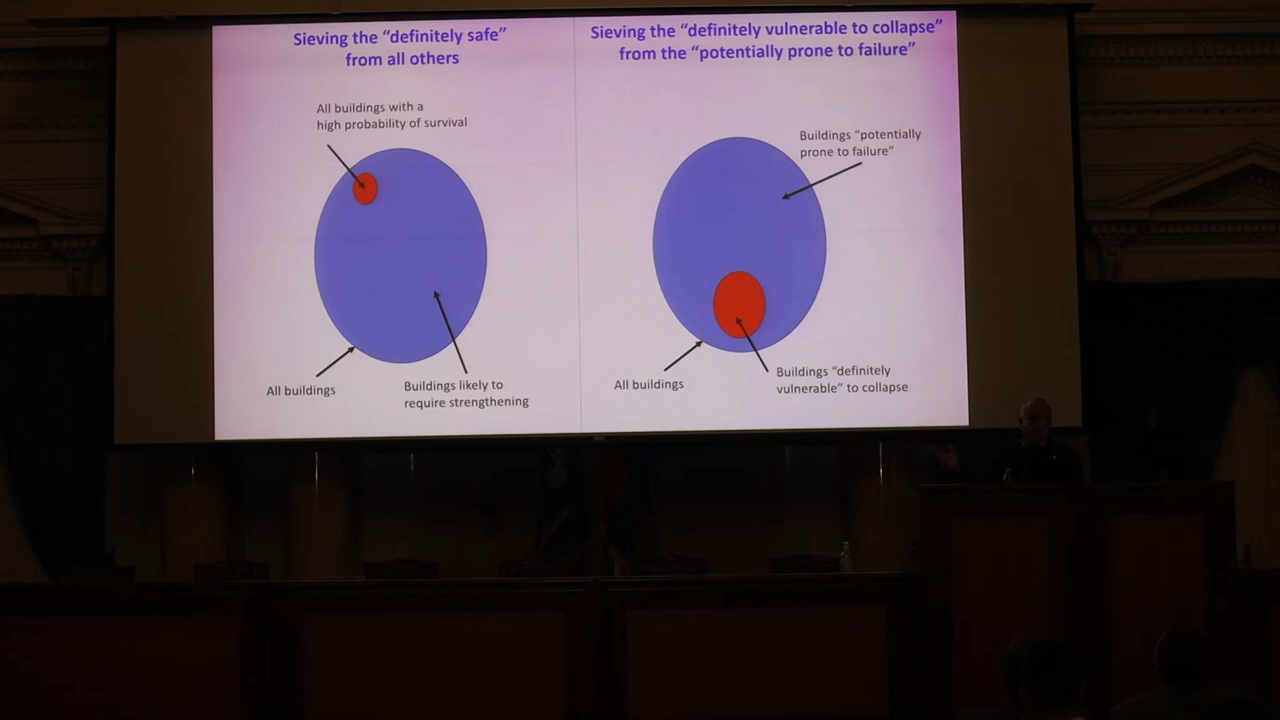 Sieving the “definitely safe”
from all others
All buildings with a
high probability of survival
All buildings
Buildings likely to
require strengthening
Sieving the “definitely vulnerable to collapse”
from the “potentially prone to failure”
Buildings “potentially
prone to failure”
All buildings
Buildings “definitely
vulnerable” to collapse